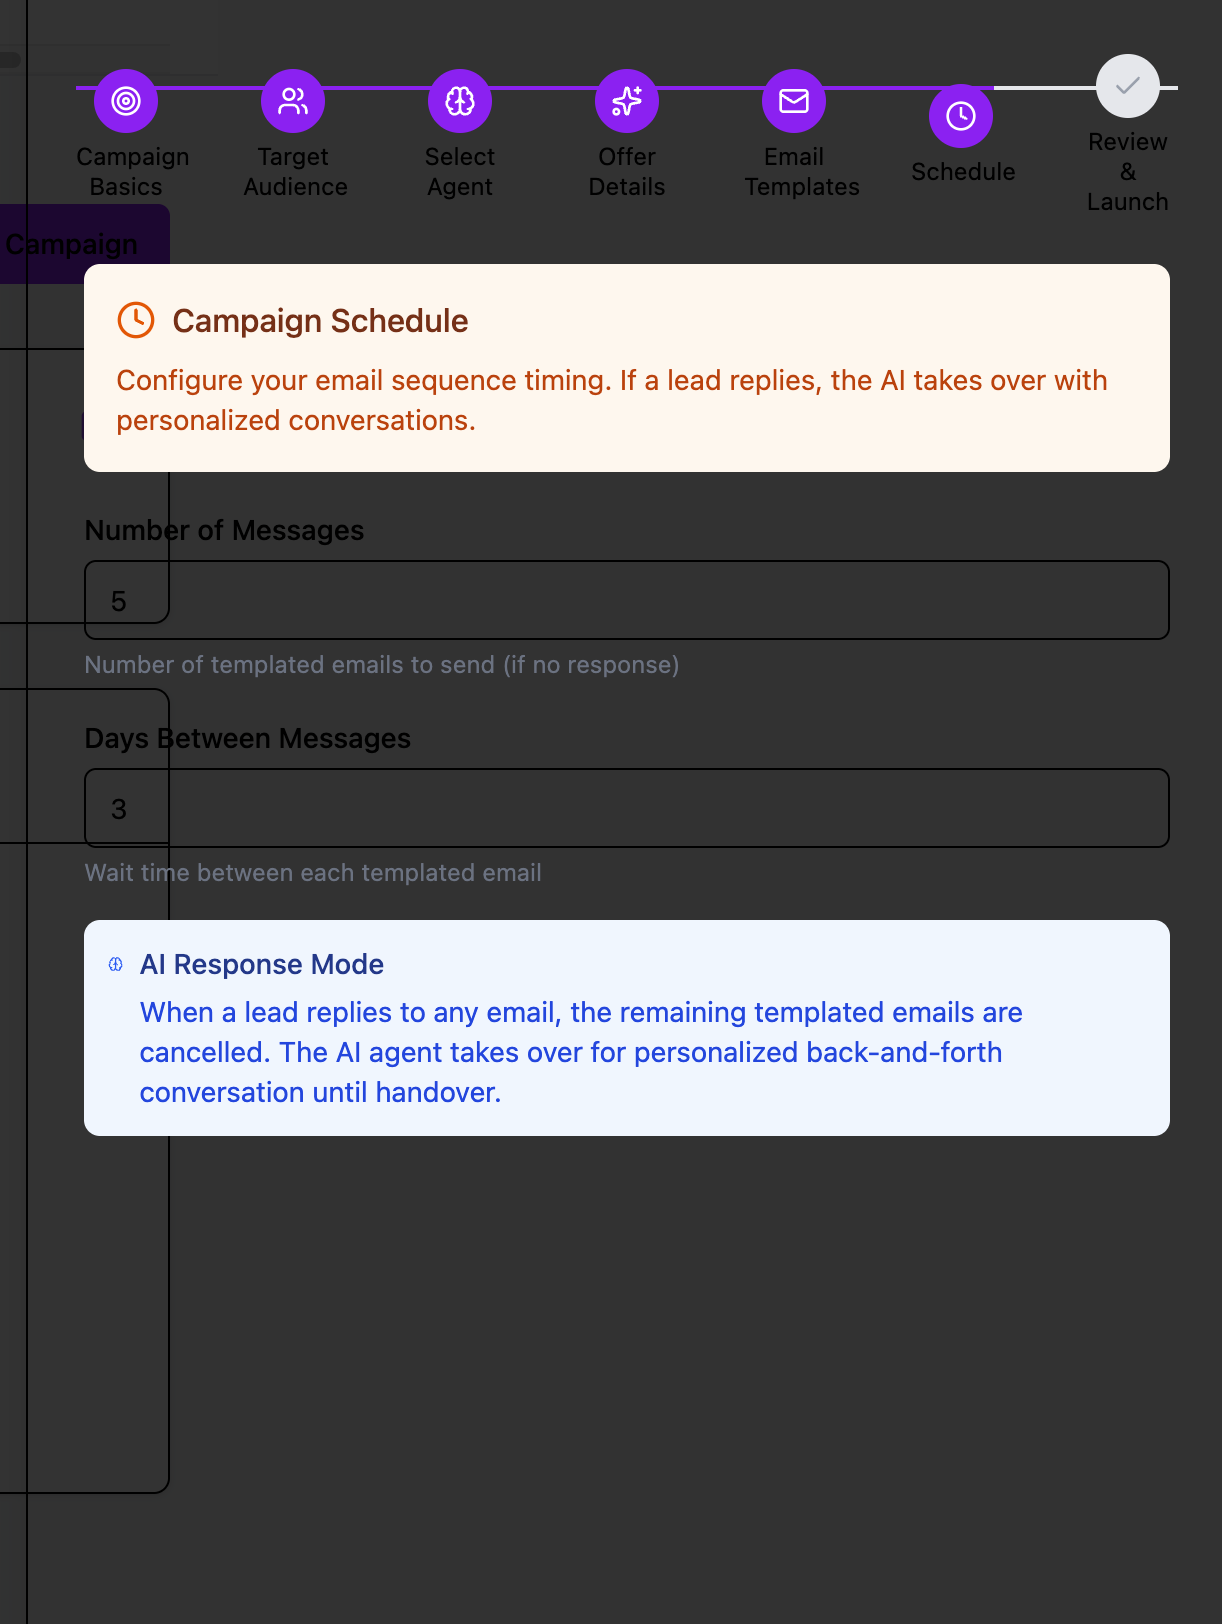 Campaign
Basics
Target
Audience
Select
Agent
Offer
Details
Email
Templates
Schedule
Review
&
Launch
Campaign
Campaign Schedule
Configure your email sequence timing. If a lead replies, the AI takes over with
personalized conversations.
Number of Messages
5
Number of templated emails to send (if no response)
Days Between Messages
3
Wait time between each templated email
AI Response Mode
When a lead replies to any email, the remaining templated emails are
cancelled. The AI agent takes over for personalized back-and-forth
conversation until handover.